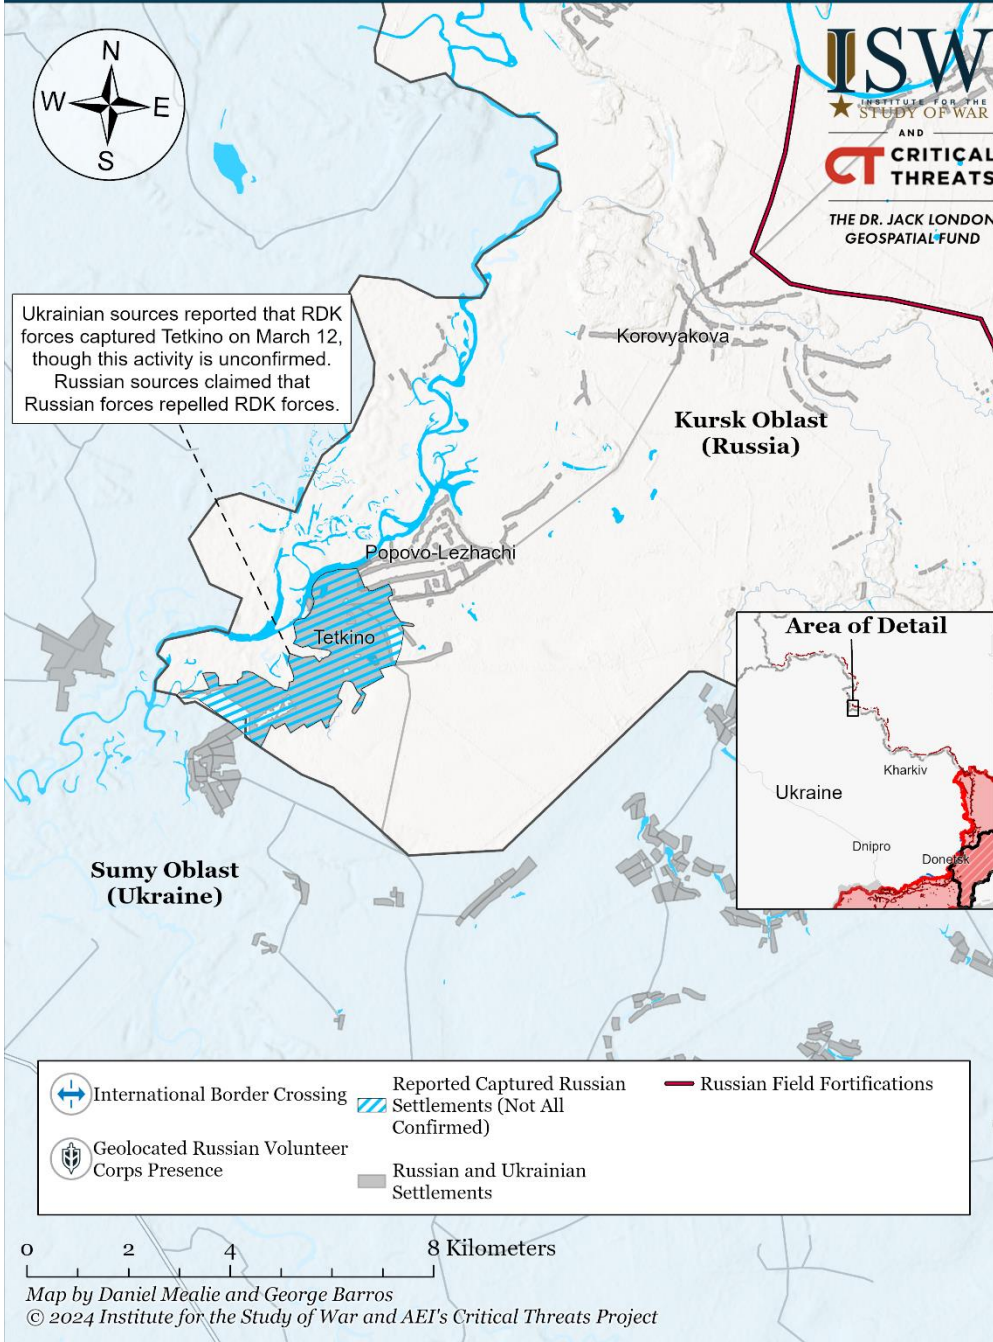 N
W
E
S
ISW
INSTITUTE FOR THE
STUDY OF WAR
AND
CT CRITICAL
THREATS
THE DR. JACK LONDON
GEOSPATIAL FUND
Ukrainian sources reported that RDK
forces captured Tetkino on March 12,
though this activity is unconfirmed.
Russian sources claimed that
Russian forces repelled RDK forces.
Korovyakova
Kursk Oblast
(Russia)
Popovo-Lezhachi
Tetkino
Area of Detail
Kharkiv
Ukraine
Dnipro
Donetsk
Sumy Oblast
(Ukraine)
International Border Crossing
Geolocated Russian Volunteer
Corps Presence
Reported Captured Russian
Settlements (Not All
Confirmed)
Russian and Ukrainian
Settlements
Russian Field Fortifications
0 2 4 8 Kilometers
Map by Daniel Mealie and George Barros
© 2024 Institute for the Study of War and AEI's Critical Threats Project